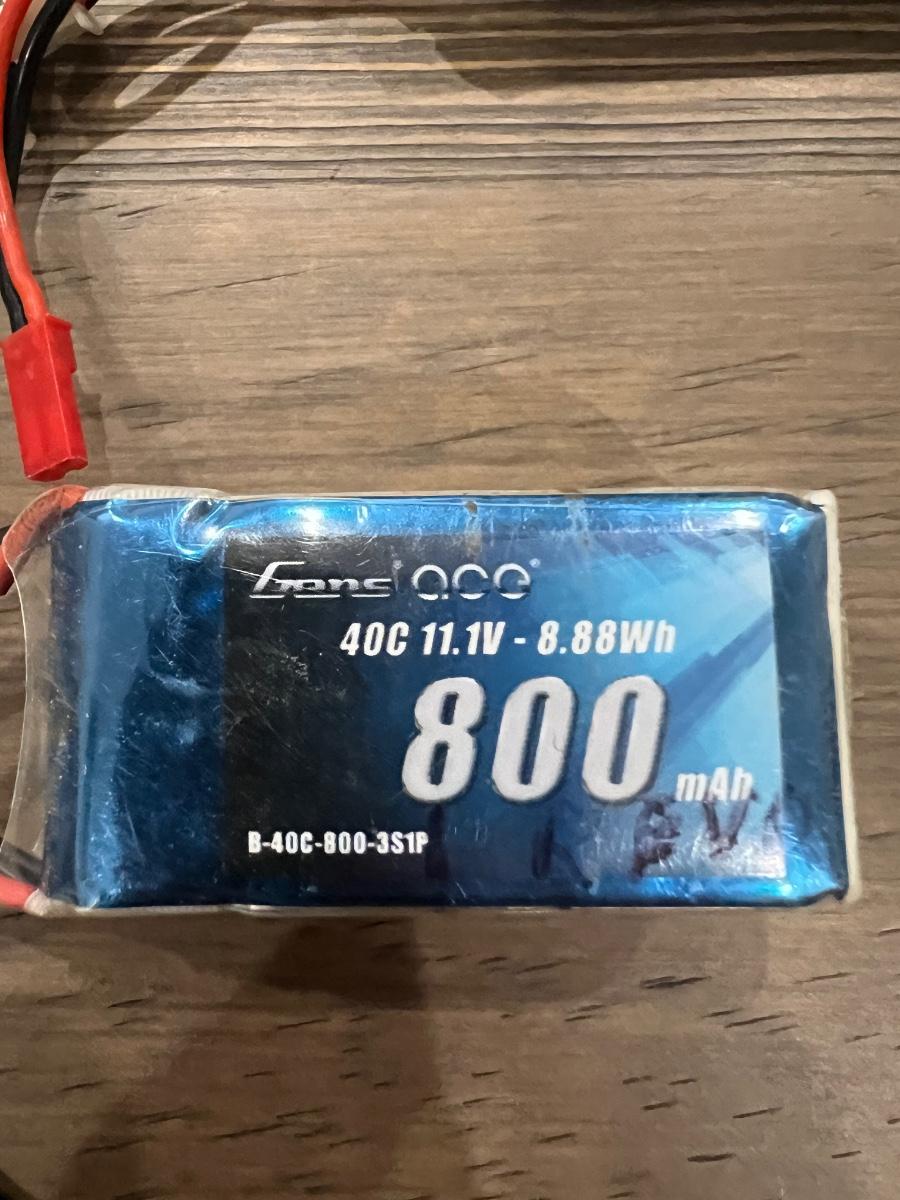 Gens® ace®
40C 11.1V - 8.88Wh
800 mAh
B-40C-800-3S1P